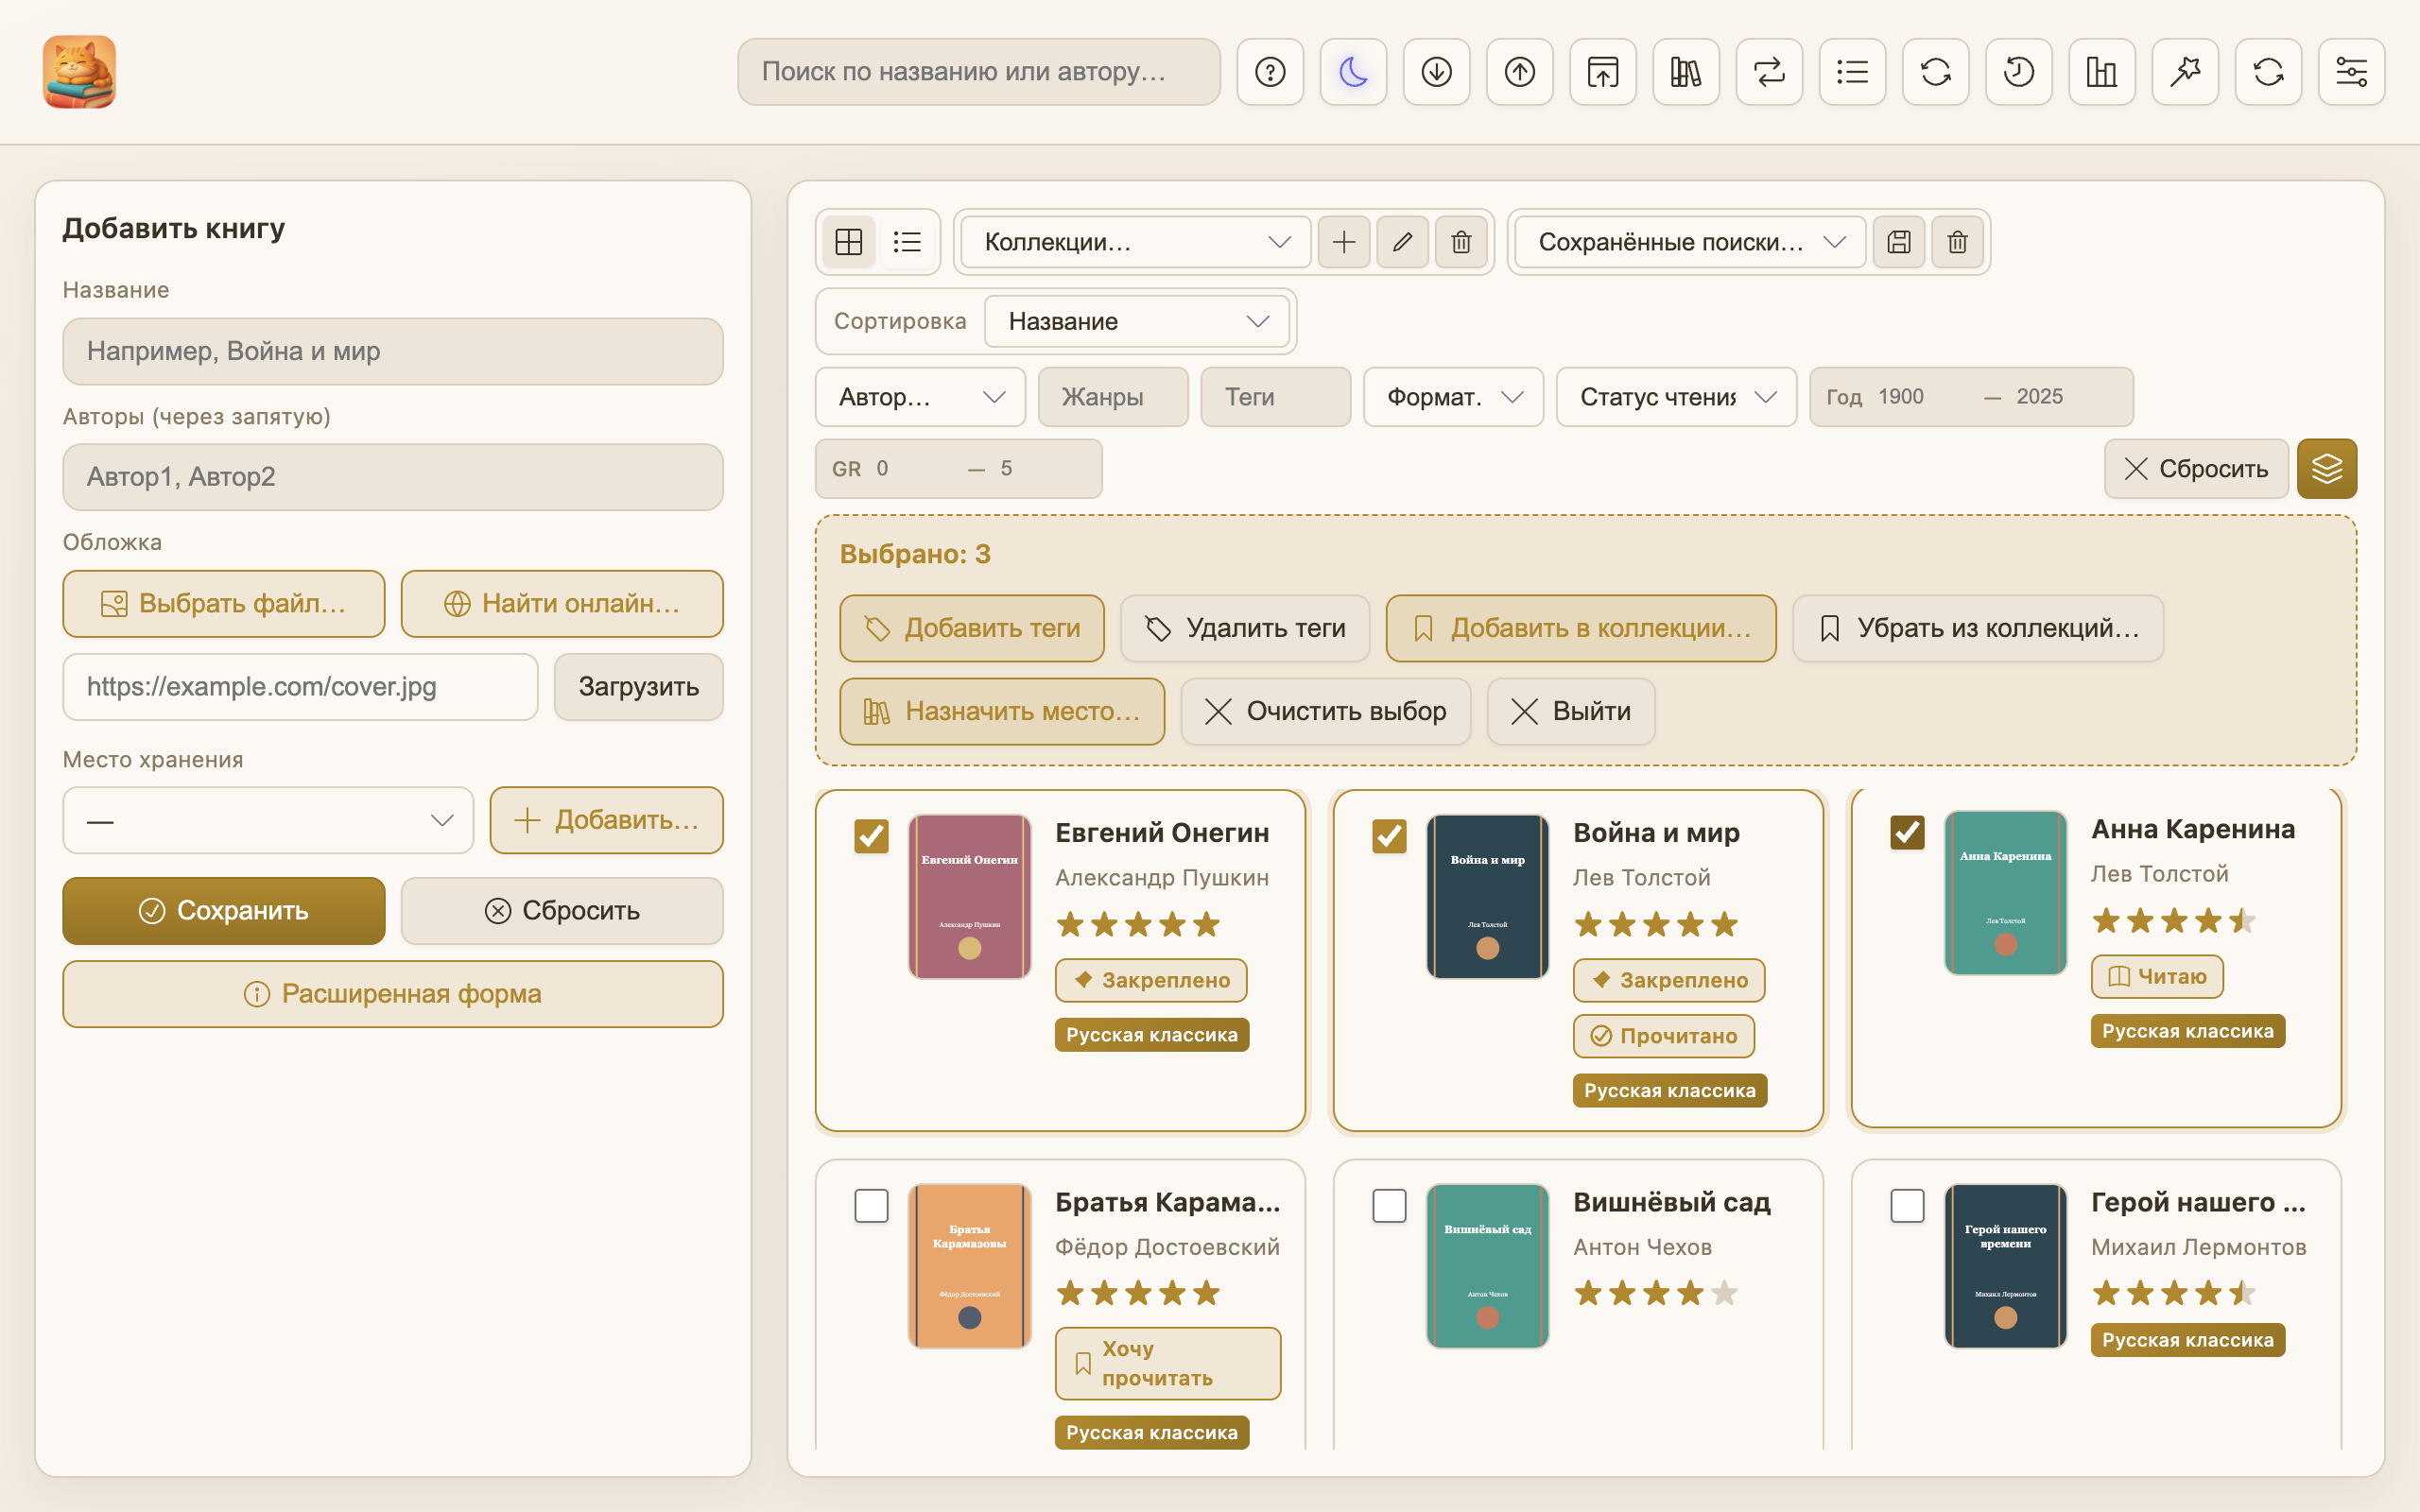 Поиск по названию или автору…
Добавить книгу
Название
Например, Война и мир
Авторы (через запятую)
Автор1, Автор2
Обложка
Выбрать файл…
Найти онлайн…
https://example.com/cover.jpg
Загрузить
Место хранения
—
Добавить…
Сохранить
Сбросить
Расширенная форма
Коллекции…
Сохранённые поиски…
Сортировка
Название
Автор…
Жанры
Теги
Формат.
Статус чтения
Год 1900 — 2025
GR 0 — 5
Сбросить
Выбрано: 3
Добавить теги
Удалить теги
Добавить в коллекции…
Убрать из коллекций…
Назначить место…
Очистить выбор
Выйти
Евгений Онегин
Александр Пушкин
Евгений Онегин
Александр Пушкин
Закреплено
Русская классика
Война и мир
Лев Толстой
Война и мир
Лев Толстой
Закреплено
Прочитано
Русская классика
Анна Каренина
Лев Толстой
Анна Каренина
Лев Толстой
Читаю
Русская классика
Братья
Карамазовы
Фёдор Достоевский
Братья Карама...
Фёдор Достоевский
Хочу
прочитать
Русская классика
Вишнёвый сад
Антон Чехов
Вишнёвый сад
Антон Чехов
Герой нашего
времени
Михаил Лермонтов
Герой нашего ...
Михаил Лермонтов
Русская классика